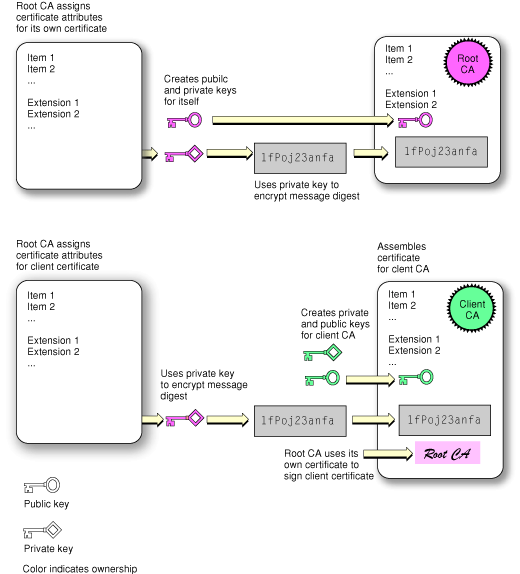 Root CA assigns
certificate attributes
for its own certificate
Item 1
Item 2
...
Extension 1
Extension 2
...
Creates pubilc
and private keys
for itself
1fPoj23anfa
Uses private key to
encrypt message digest
Item 1
Item 2
...
Extension 1
Extension 2
Root
CA
1fPoj23anfa
Root CA assigns
certificate attributes
for client certificate
Item 1
Item 2
...
Extension 1
Extension 2
...
Uses private key
to encrypt message
digest
1fPoj23anfa
Creates private
and public keys
for client CA
Assembles
certificate
for clent CA
Item 1
Item 2
...
Extension 1
Extension 2
...
Client
CA
1fPoj23anfa
Root CA uses its
own certificate to
sign client certificate
Root CA
Public key
Private key
Color indicates ownership